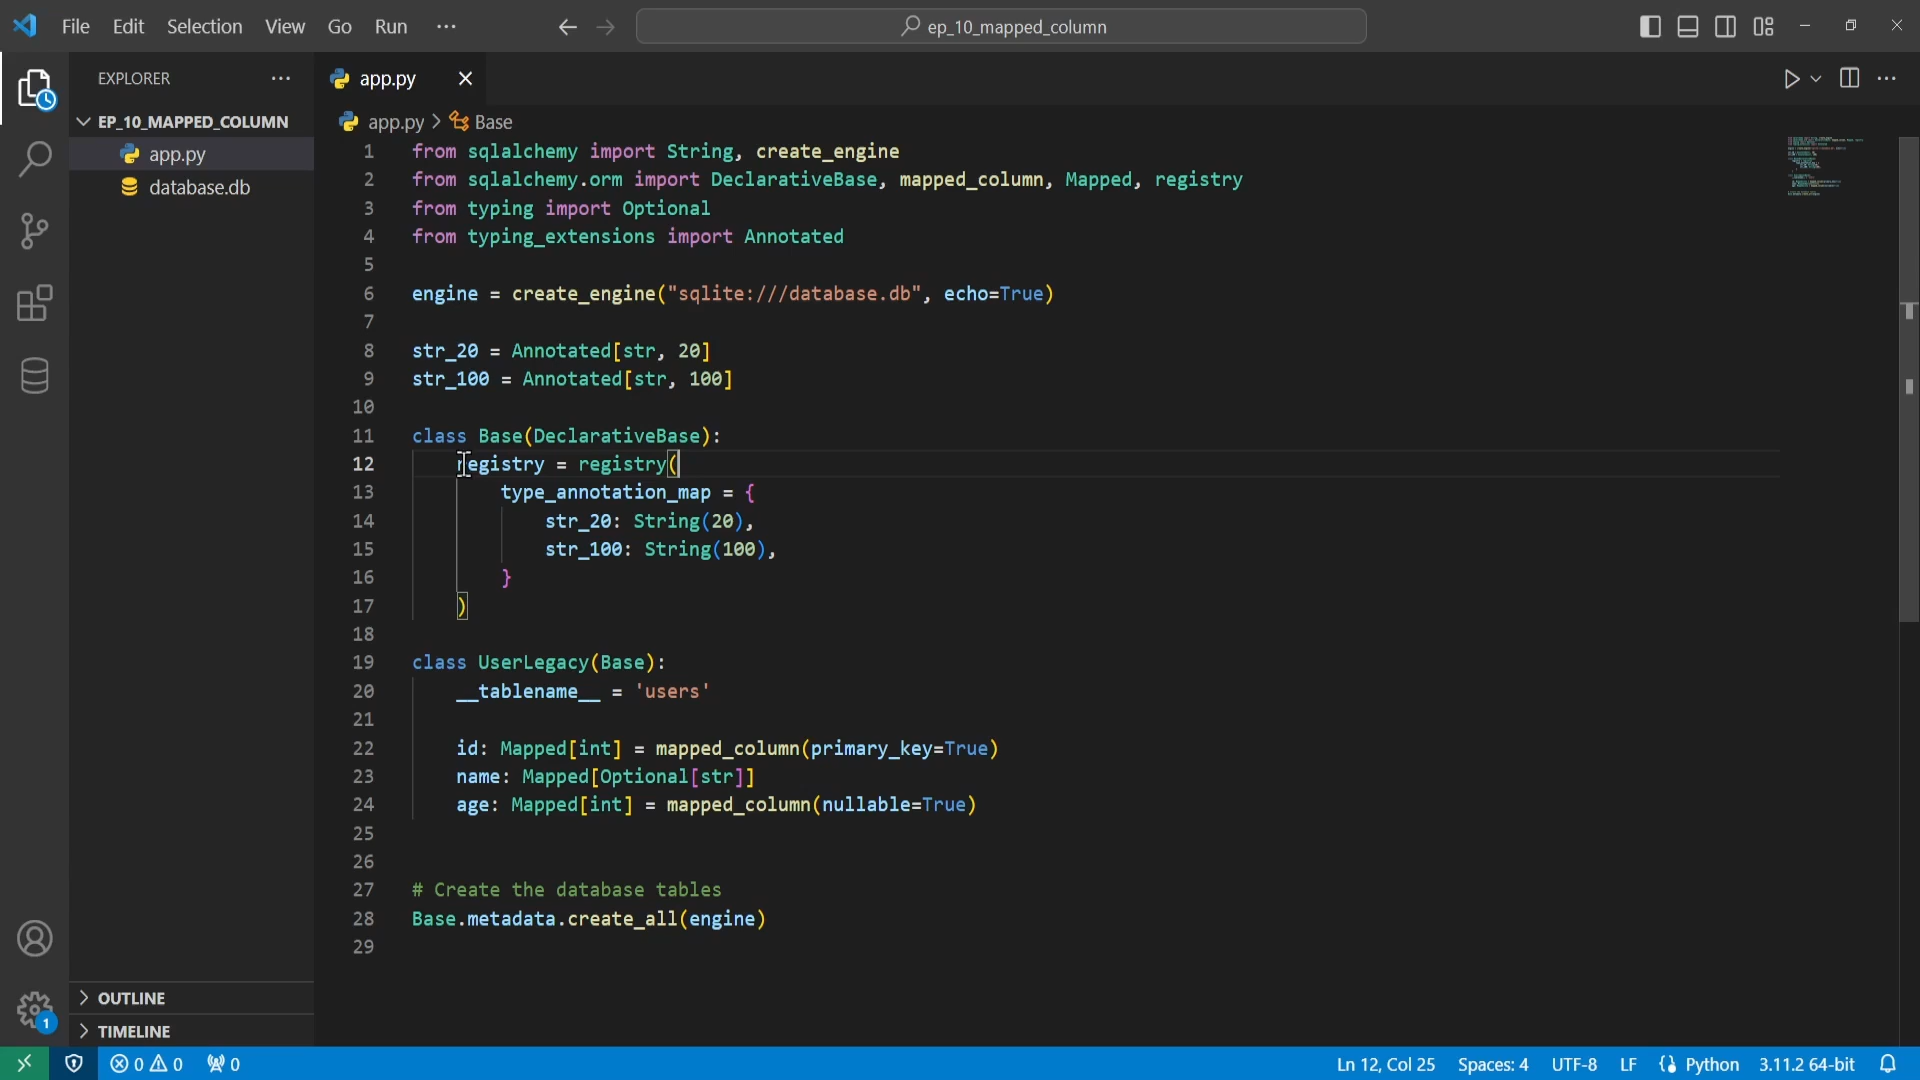 File Edit Selection View Go Run ···
ep_10_mapped_column
EXPLORER
EP_10_MAPPED_COLUMN
app.py
database.db
app.py
app.py > Base
1 from sqlalchemy import String, create_engine
2 from sqlalchemy.orm import DeclarativeBase, mapped_column, Mapped, registry
3 from typing import Optional
4 from typing_extensions import Annotated
5
6 engine = create_engine("sqlite:///database.db", echo=True)
7
8 str_20 = Annotated[str, 20]
9 str_100 = Annotated[str, 100]
10
11 class Base(DeclarativeBase):
12     registry = registry(
13         type_annotation_map = {
14             str_20: String(20),
15             str_100: String(100),
16         }
17     )
18
19 class UserLegacy(Base):
20     __tablename__ = 'users'
21
22     id: Mapped[int] = mapped_column(primary_key=True)
23     name: Mapped[Optional[str]]
24     age: Mapped[int] = mapped_column(nullable=True)
25
26
27 # Create the database tables
28 Base.metadata.create_all(engine)
29
OUTLINE
TIMELINE
1
0 0 0
Ln 12, Col 25 Spaces: 4 UTF-8 LF Python 3.11.2 64-bit